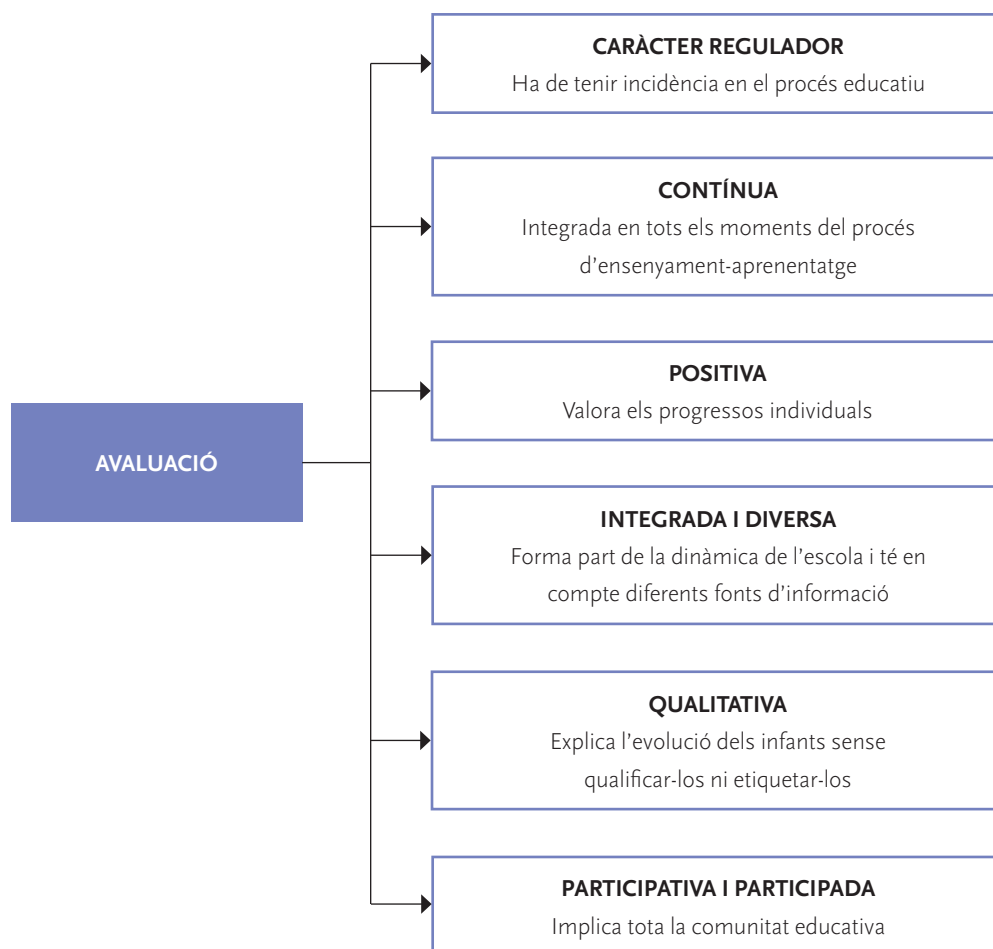 CARÀCTER REGULADOR
Ha de tenir incidència en el procés educatiu
CONTÍNUA
Integrada en tots els moments del procés
d’ensenyament-aprenentatge
POSITIVA
Valora els progressos individuals
AVALUACIÓ
INTEGRADA I DIVERSA
Forma part de la dinàmica de l’escola i té en
compte diferents fonts d’informació
QUALITATIVA
Explica l’evolució dels infants sense
qualificar-los ni etiquetar-los
PARTICIPATIVA I PARTICIPADA
Implica tota la comunitat educativa